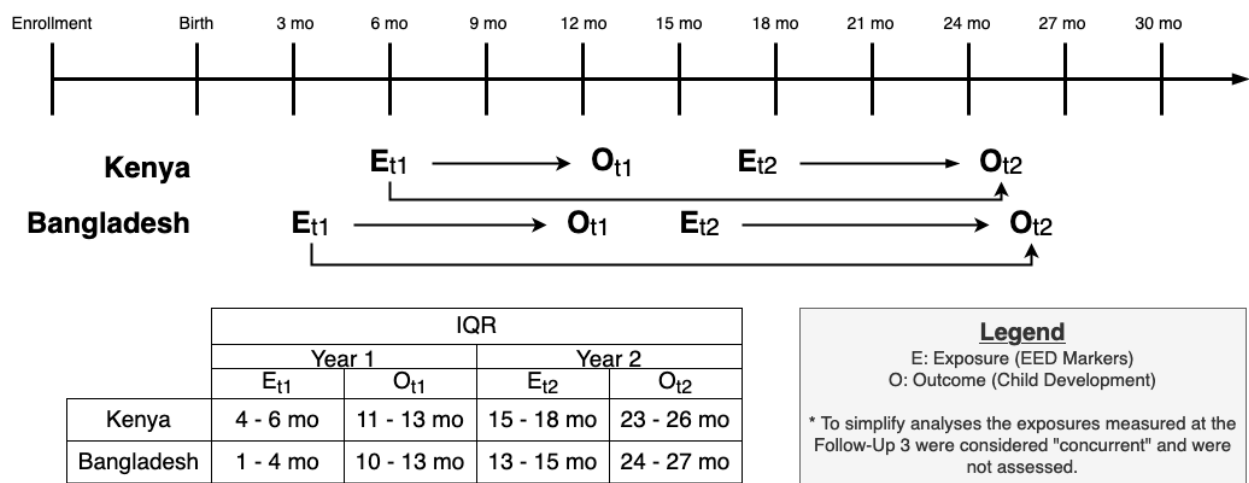 Enrollment Birth 3 mo 6 mo 9 mo 12 mo 15 mo 18 mo 21 mo 24 mo 27 mo 30 mo
Kenya Et1 Ot1 Et2 Ot2
Bangladesh Et1 Ot1 Et2 Ot2
IQR
Year 1 Year 2
Et1 Ot1 Et2 Ot2
Kenya 4 - 6 mo 11 - 13 mo 15 - 18 mo 23 - 26 mo
Bangladesh 1 - 4 mo 10 - 13 mo 13 - 15 mo 24 - 27 mo
Legend
E: Exposure (EED Markers)
O: Outcome (Child Development)
* To simplify analyses the exposures measured at the
Follow-Up 3 were considered "concurrent" and were
not assessed.